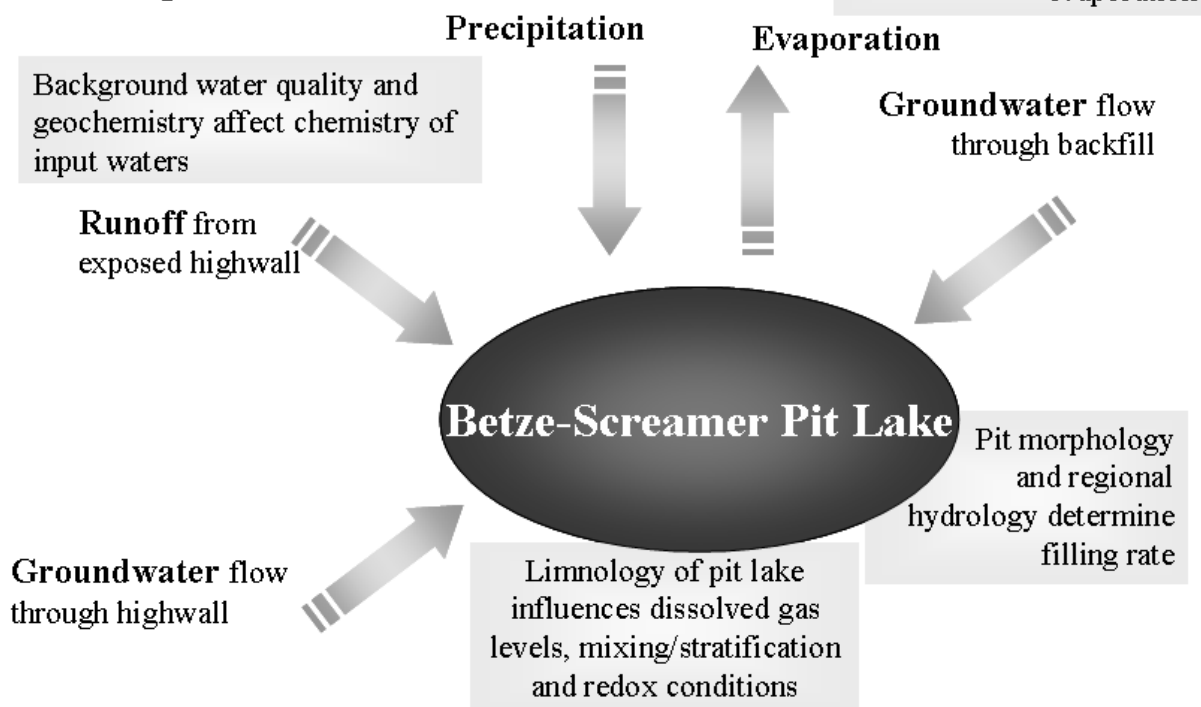 Precipitation
Evaporation
Background water quality and
geochemistry affect chemistry of
input waters
Groundwater flow
through backfill
Runoff from
exposed highwall
Betze-Screamer Pit Lake
Pit morphology
and regional
hydrology determine
filling rate
Groundwater flow
through highwall
Limnology of pit lake
influences dissolved gas
levels, mixing/stratification
and redox conditions